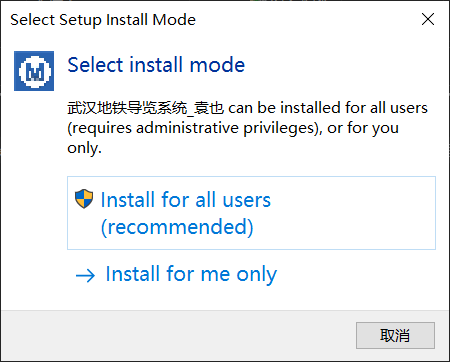 Select Setup Install Mode
Select install mode
武汉地铁导览系统_袁也 can be installed for all users
(requires administrative privileges), or for you
only.
Install for all users
(recommended)
Install for me only
取消